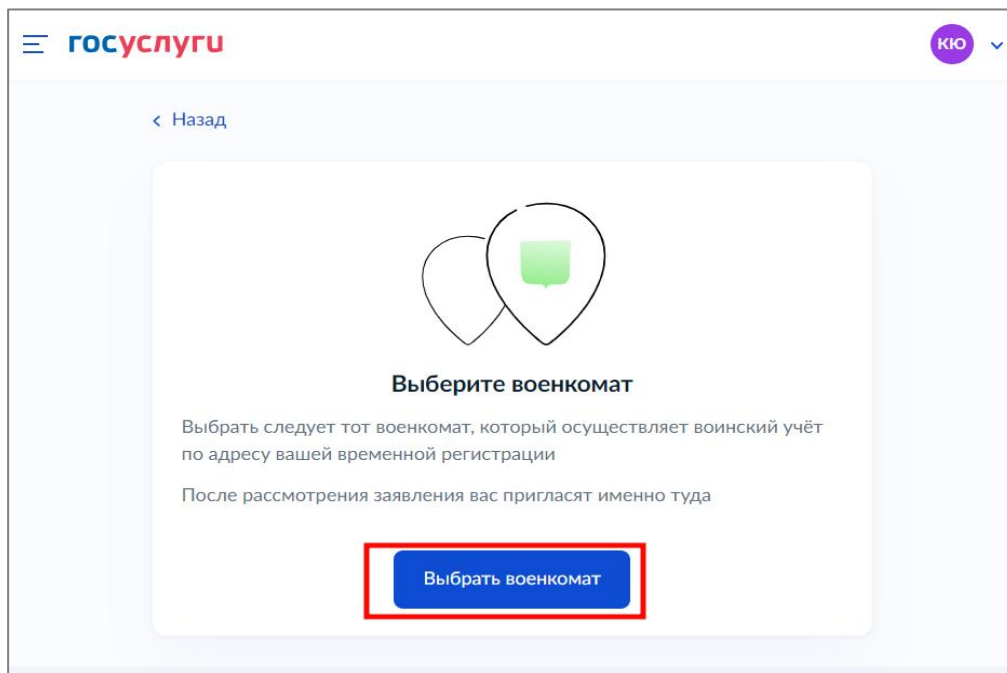 госуслуги
КЮ
Назад
Выберите военкомат
Выбрать следует тот военкомат, который осуществляет воинский учёт
по адресу вашей временной регистрации
После рассмотрения заявления вас пригласят именно туда
Выбрать военкомат